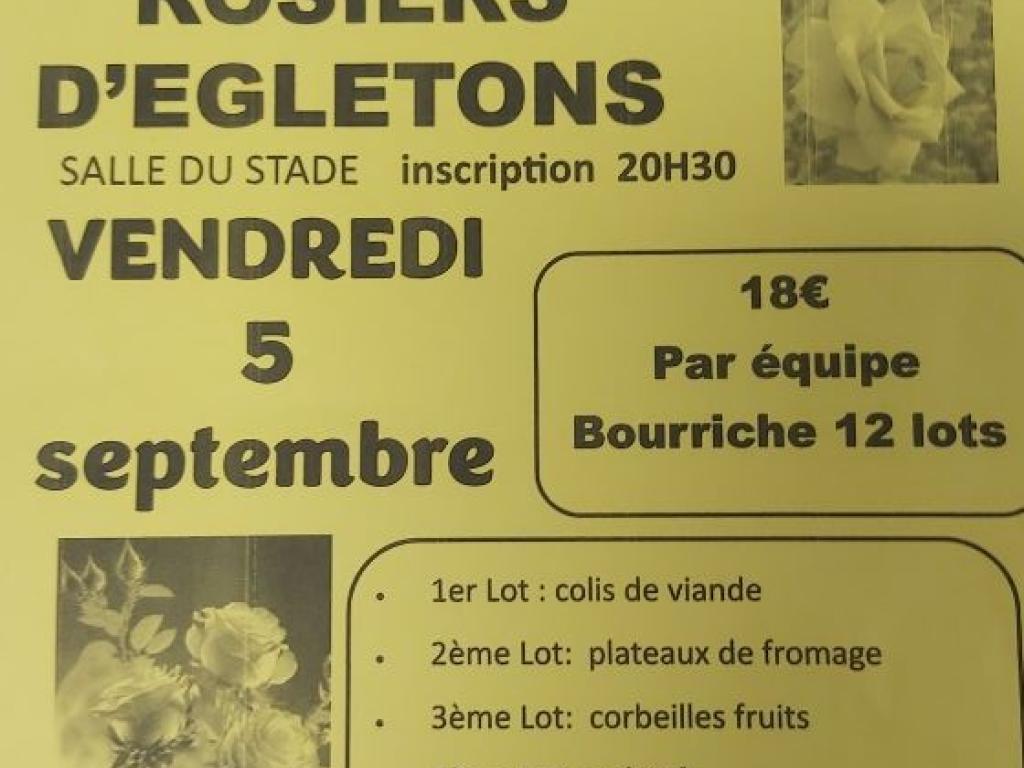 ROSIERS
D'EGLETONS
SALLE DU STADE inscription 20H30
VENDREDI
5
septembre
18€
Par équipe
Bourriche 12 lots
• 1er Lot : colis de viande
• 2ème Lot: plateaux de fromage
• 3ème Lot: corbeilles fruits